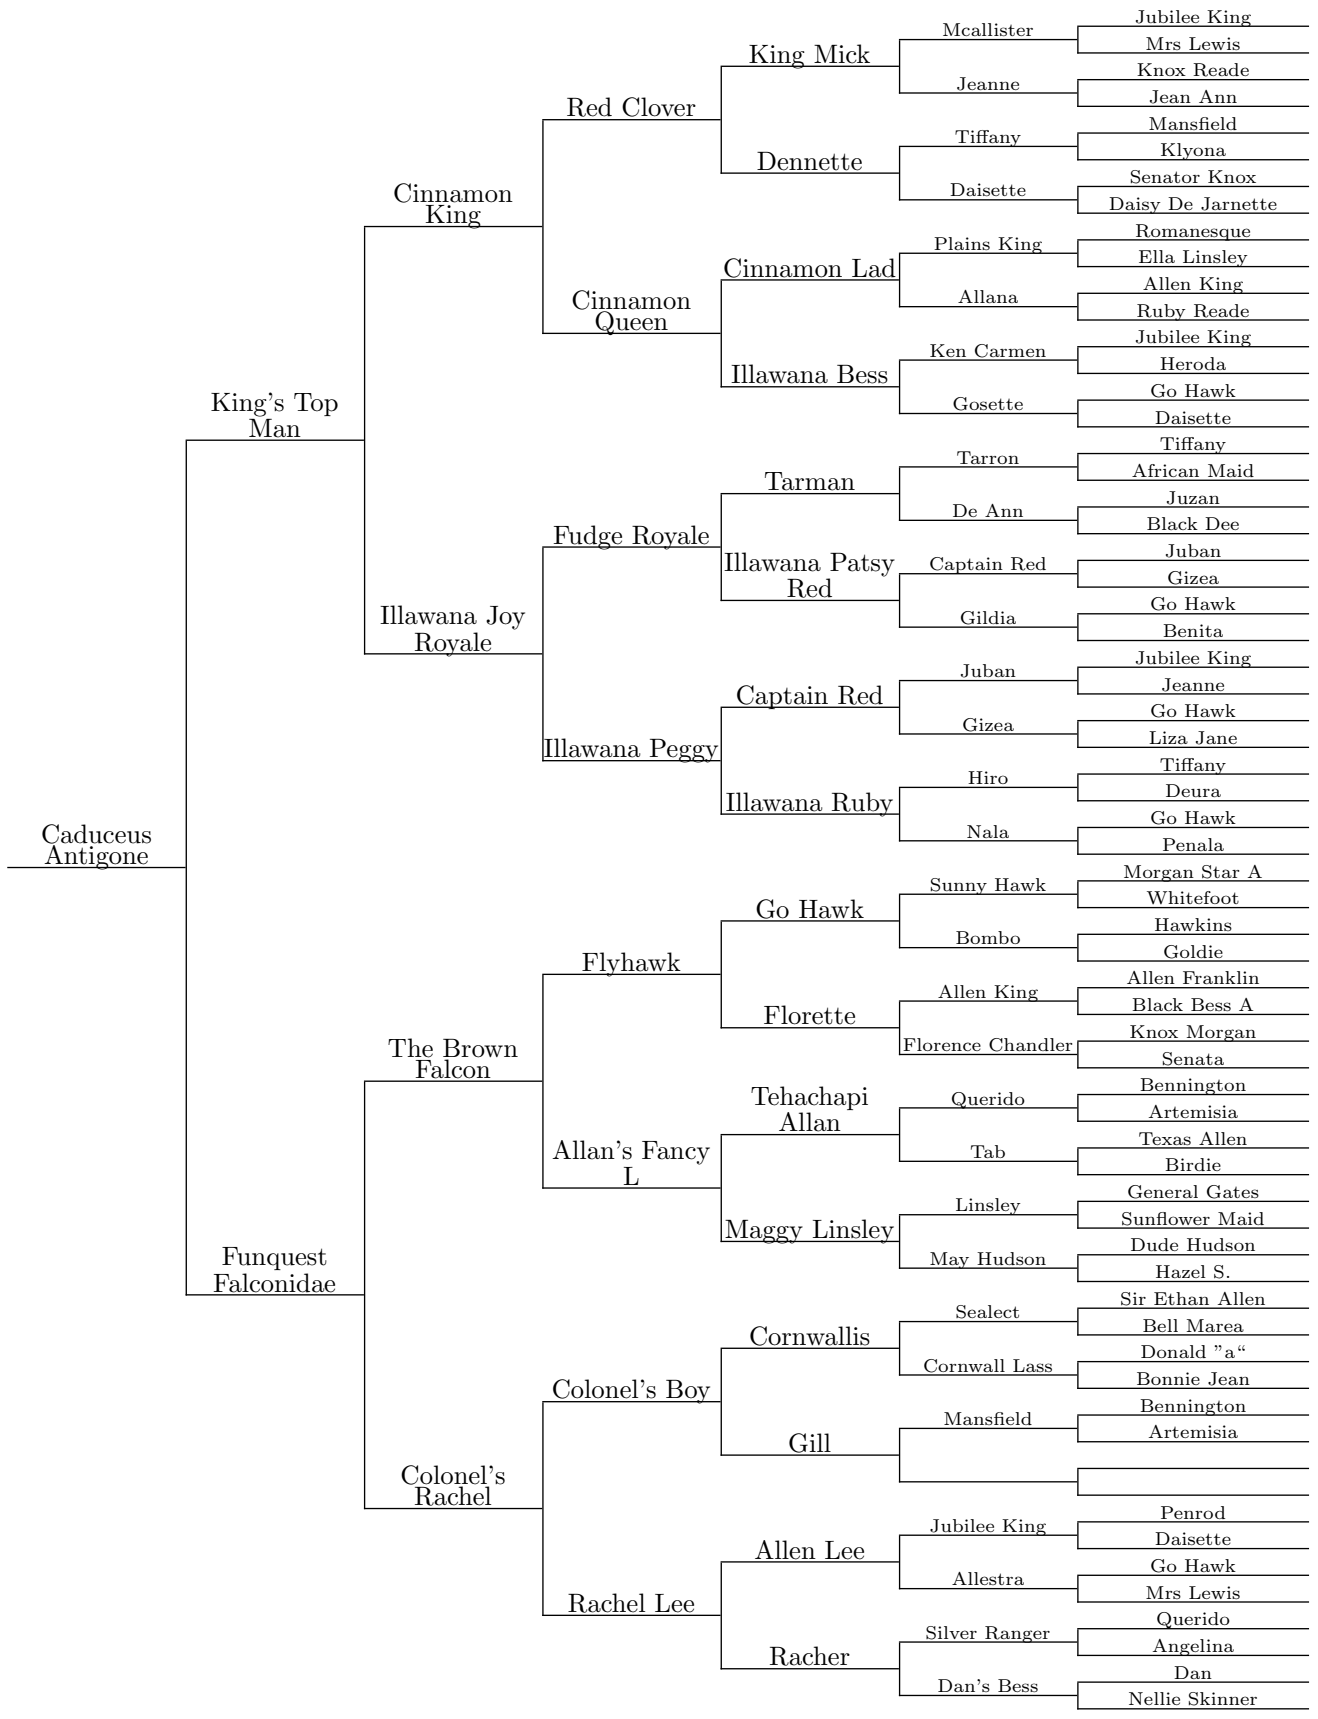 Jubilee King
Mcallister
Mrs Lewis
King Mick
Knox Reade
Jeanne
Jean Ann
Red Clover
Mansfield
Tiffany
Klyona
Dennette
Senator Knox
Daisette
Daisy De Jarnette
Cinnamon
King
Romanesque
Plains King
Ella Linsley
Cinnamon Lad
Allen King
Allana
Ruby Reade
Cinnamon
Queen
Jubilee King
Ken Carmen
Heroda
Illawana Bess
Go Hawk
Gosette
Daisette
King's Top
Man
Tiffany
Tarron
African Maid
Tarman
Juzan
De Ann
Black Dee
Fudge Royale
Juban
Captain Red
Gizea
Illawana Patsy
Red
Go Hawk
Gildia
Benita
Illawana Joy
Royale
Jubilee King
Juban
Jeanne
Captain Red
Go Hawk
Gizea
Liza Jane
Illawana Peggy
Tiffany
Hiro
Deura
Illawana Ruby
Go Hawk
Nala
Penala
Caduceus
Antigone
Morgan Star A
Sunny Hawk
Whitefoot
Go Hawk
Hawkins
Bombo
Goldie
Flyhawk
Allen Franklin
Allen King
Black Bess A
Florette
Knox Morgan
Florence Chandler
Senata
The Brown
Falcon
Bennington
Querido
Artemisia
Tehachapi
Allan
Texas Allen
Tab
Birdie
Allan's Fancy
L
General Gates
Linsley
Sunflower Maid
Maggy Linsley
Dude Hudson
May Hudson
Hazel S.
Funquest
Falconidae
Sir Ethan Allen
Sealect
Bell Marea
Cornwallis
Donald ”a“
Cornwall Lass
Bonnie Jean
Colonel's Boy
Bennington
Mansfield
Artemisia
Gill
Colonel's
Rachel
Penrod
Jubilee King
Daisette
Allen Lee
Go Hawk
Allestra
Mrs Lewis
Rachel Lee
Querido
Silver Ranger
Angelina
Racher
Dan
Dan's Bess
Nellie Skinner